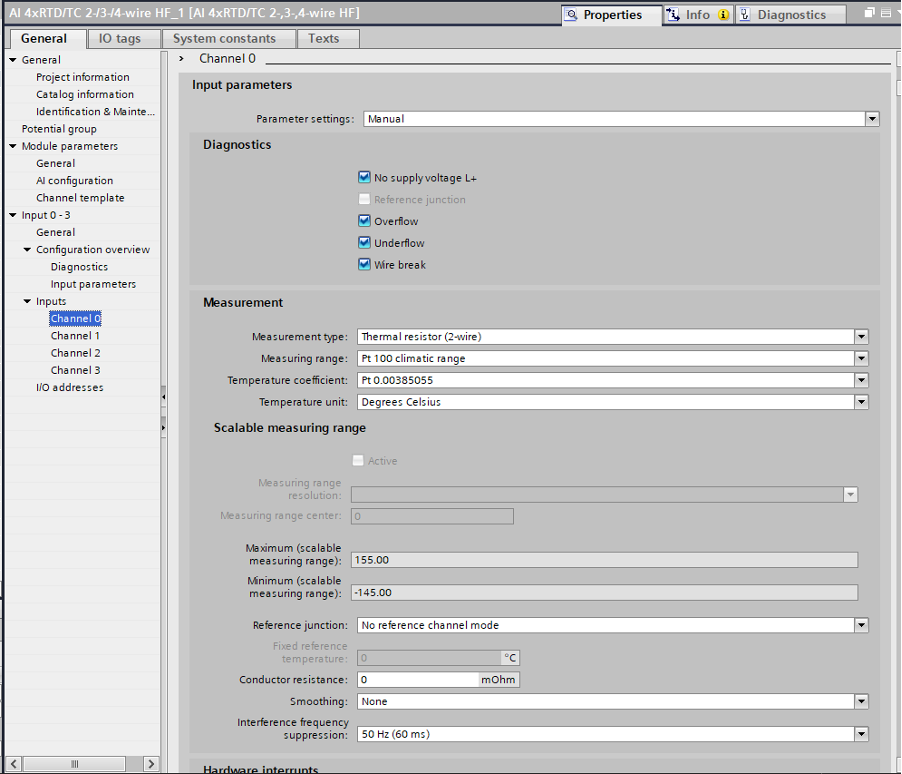 AI 4xRTD/TC 2-/3-/4-wire HF_1 [AI 4xRTD/TC 2-,3-,4-wire HF]
Properties
Info
Diagnostics
General
IO tags
System constants
Texts
General
Project information
Catalog information
Identification & Mainte...
Potential group
Module parameters
General
AI configuration
Channel template
Input 0 - 3
General
Configuration overview
Diagnostics
Input parameters
Inputs
Channel 0
Channel 1
Channel 2
Channel 3
I/O addresses
> Channel 0
Input parameters
Parameter settings: Manual
Diagnostics
No supply voltage L+
Reference junction
Overflow
Underflow
Wire break
Measurement
Measurement type: Thermal resistor (2-wire)
Measuring range: Pt 100 climatic range
Temperature coefficient: Pt 0.00385055
Temperature unit: Degrees Celsius
Scalable measuring range
Active
Measuring range
resolution:
Measuring range center: 0
Maximum (scalable
measuring range): 155.00
Minimum (scalable
measuring range): -145.00
Reference junction: No reference channel mode
Fixed reference
temperature: 0 °C
Conductor resistance: 0 mOhm
Smoothing: None
Interference frequency
suppression: 50 Hz (60 ms)
Hardware interrupts